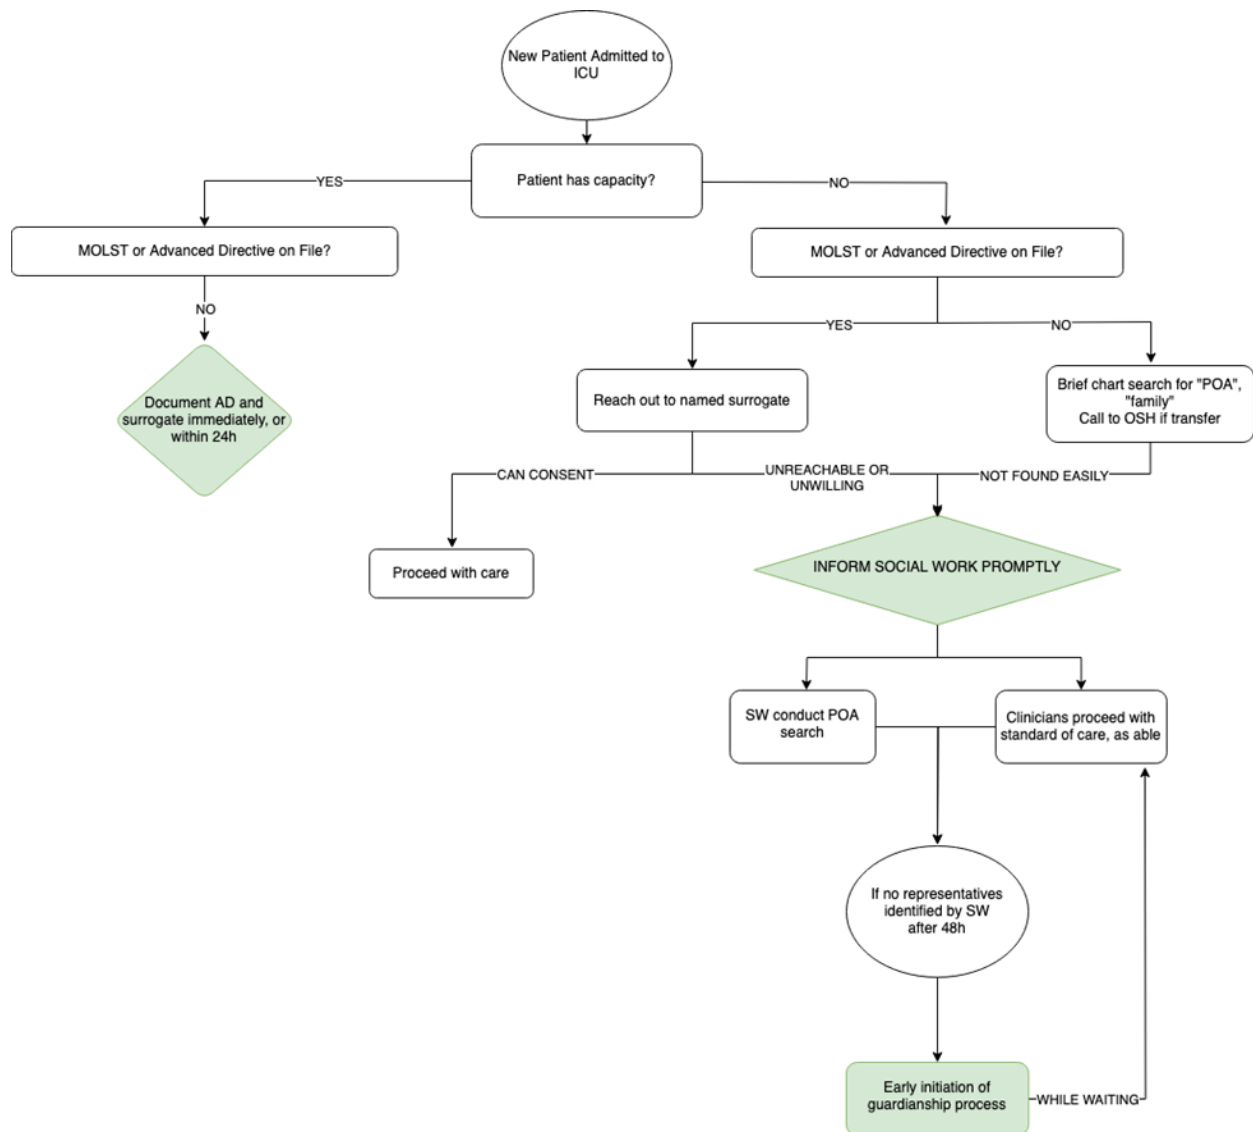 New Patient Admitted to
ICU
Patient has capacity?
YES
NO
MOLST or Advanced Directive on File?
MOLST or Advanced Directive on File?
NO
YES
NO
Document AD and
surrogate immediately, or
within 24h
Reach out to named surrogate
Brief chart search for "POA",
"family"
Call to OSH if transfer
CAN CONSENT
UNREACHABLE OR
UNWILLING
NOT FOUND EASILY
Proceed with care
INFORM SOCIAL WORK PROMPTLY
SW conduct POA
search
Clinicians proceed with
standard of care, as able
If no representatives
identified by SW
after 48h
Early initiation of
guardianship process
WHILE WAITING